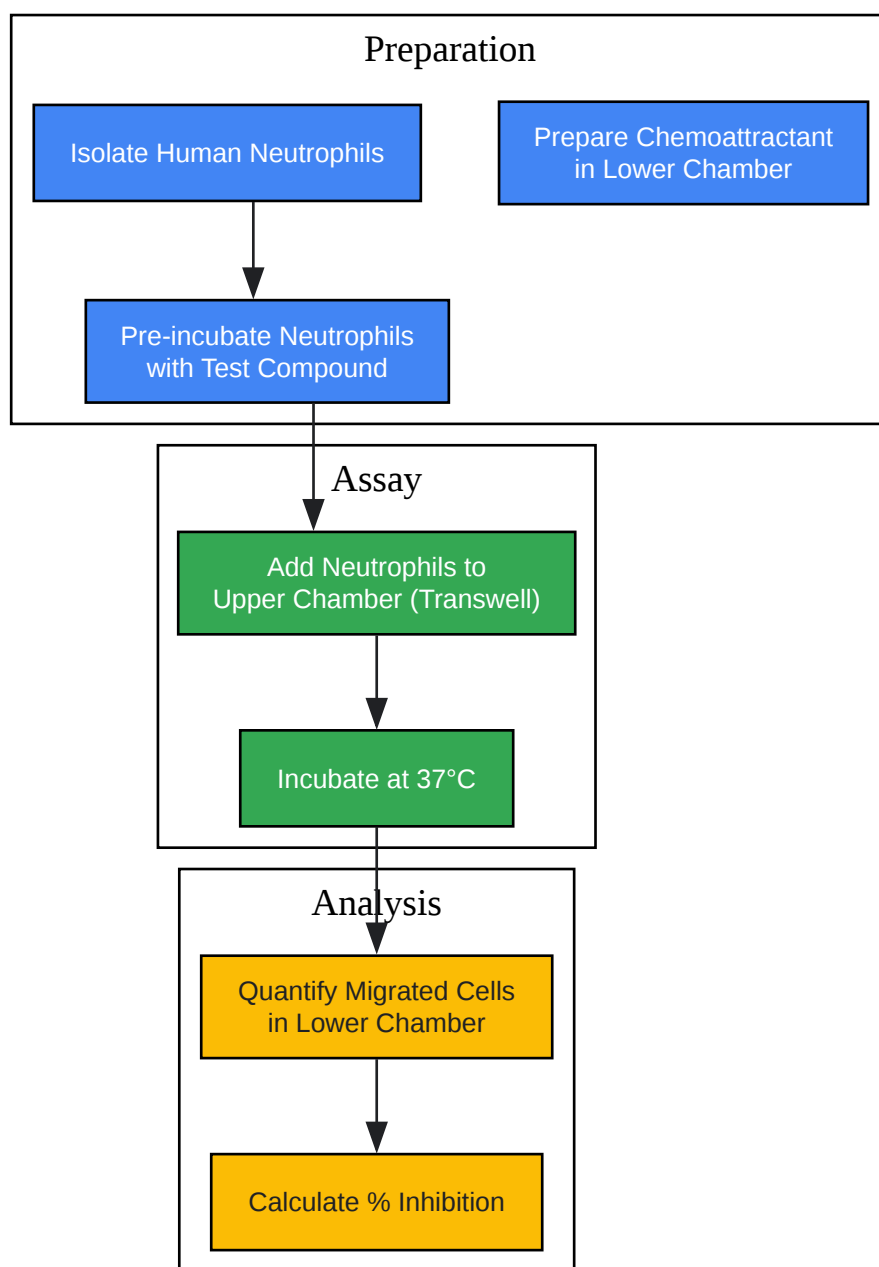 Preparation
Isolate Human Neutrophils
Prepare Chemoattractant
in Lower Chamber
Pre-incubate Neutrophils
with Test Compound
Assay
Add Neutrophils to
Upper Chamber (Transwell)
Incubate at 37°C
Analysis
Quantify Migrated Cells
in Lower Chamber
Calculate % Inhibition